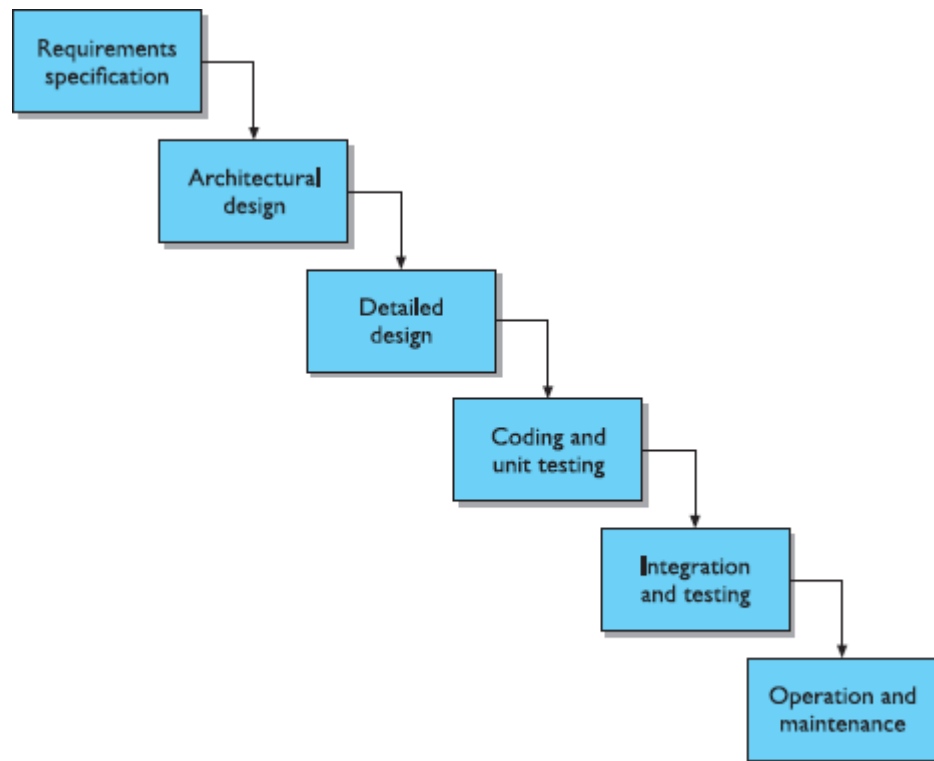 Requirements
specification
Architectural
design
Detailed
design
Coding and
unit testing
Integration
and testing
Operation and
maintenance